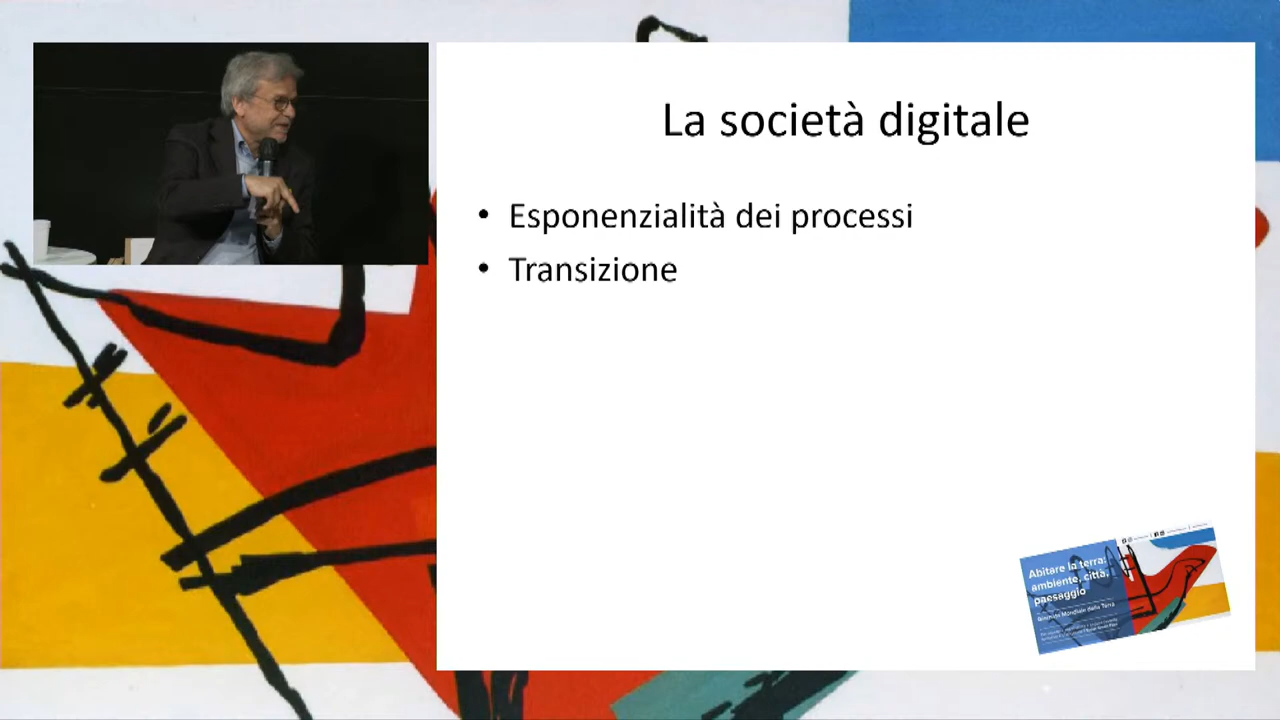 La società digitale
• Esponenzialità dei processi
• Transizione
Abitare la terra:
ambiente, città,
paesaggio
Giornata Mondiale della Terra